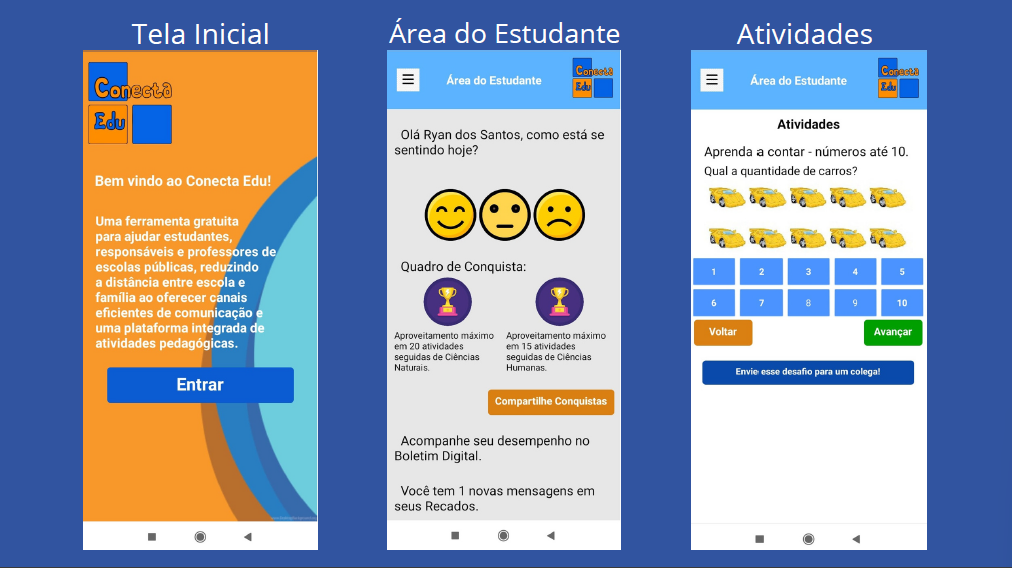 Tela Inicial
Conecta
Edu
Bem vindo ao Conecta Edu!
Uma ferramenta gratuita
para ajudar estudantes,
responsáveis e professores de
escolas públicas, reduzindo
a distância entre escola e
família ao oferecer canais
eficientes de comunicação e
uma plataforma integrada de
atividades pedagógicas.
Entrar
Área do Estudante
Área do Estudante
Conecta
Edu
Olá Ryan dos Santos, como está se
sentindo hoje?
Quadro de Conquista:
Aproveitamento máximo
em 20 atividades
seguidas de Ciências
Naturais.
Aproveitamento máximo
em 15 atividades
seguidas de Ciências
Humanas.
Compartilhe Conquistas
Acompanhe seu desempenho no
Boletim Digital.
Você tem 1 novas mensagens em
seus Recados.
Atividades
Área do Estudante
Conecta
Edu
Atividades
Aprenda a contar - números até 10.
Qual a quantidade de carros?
1 2 3 4 5
6 7 8 9 10
Voltar Avançar
Envie esse desafio para um colega!